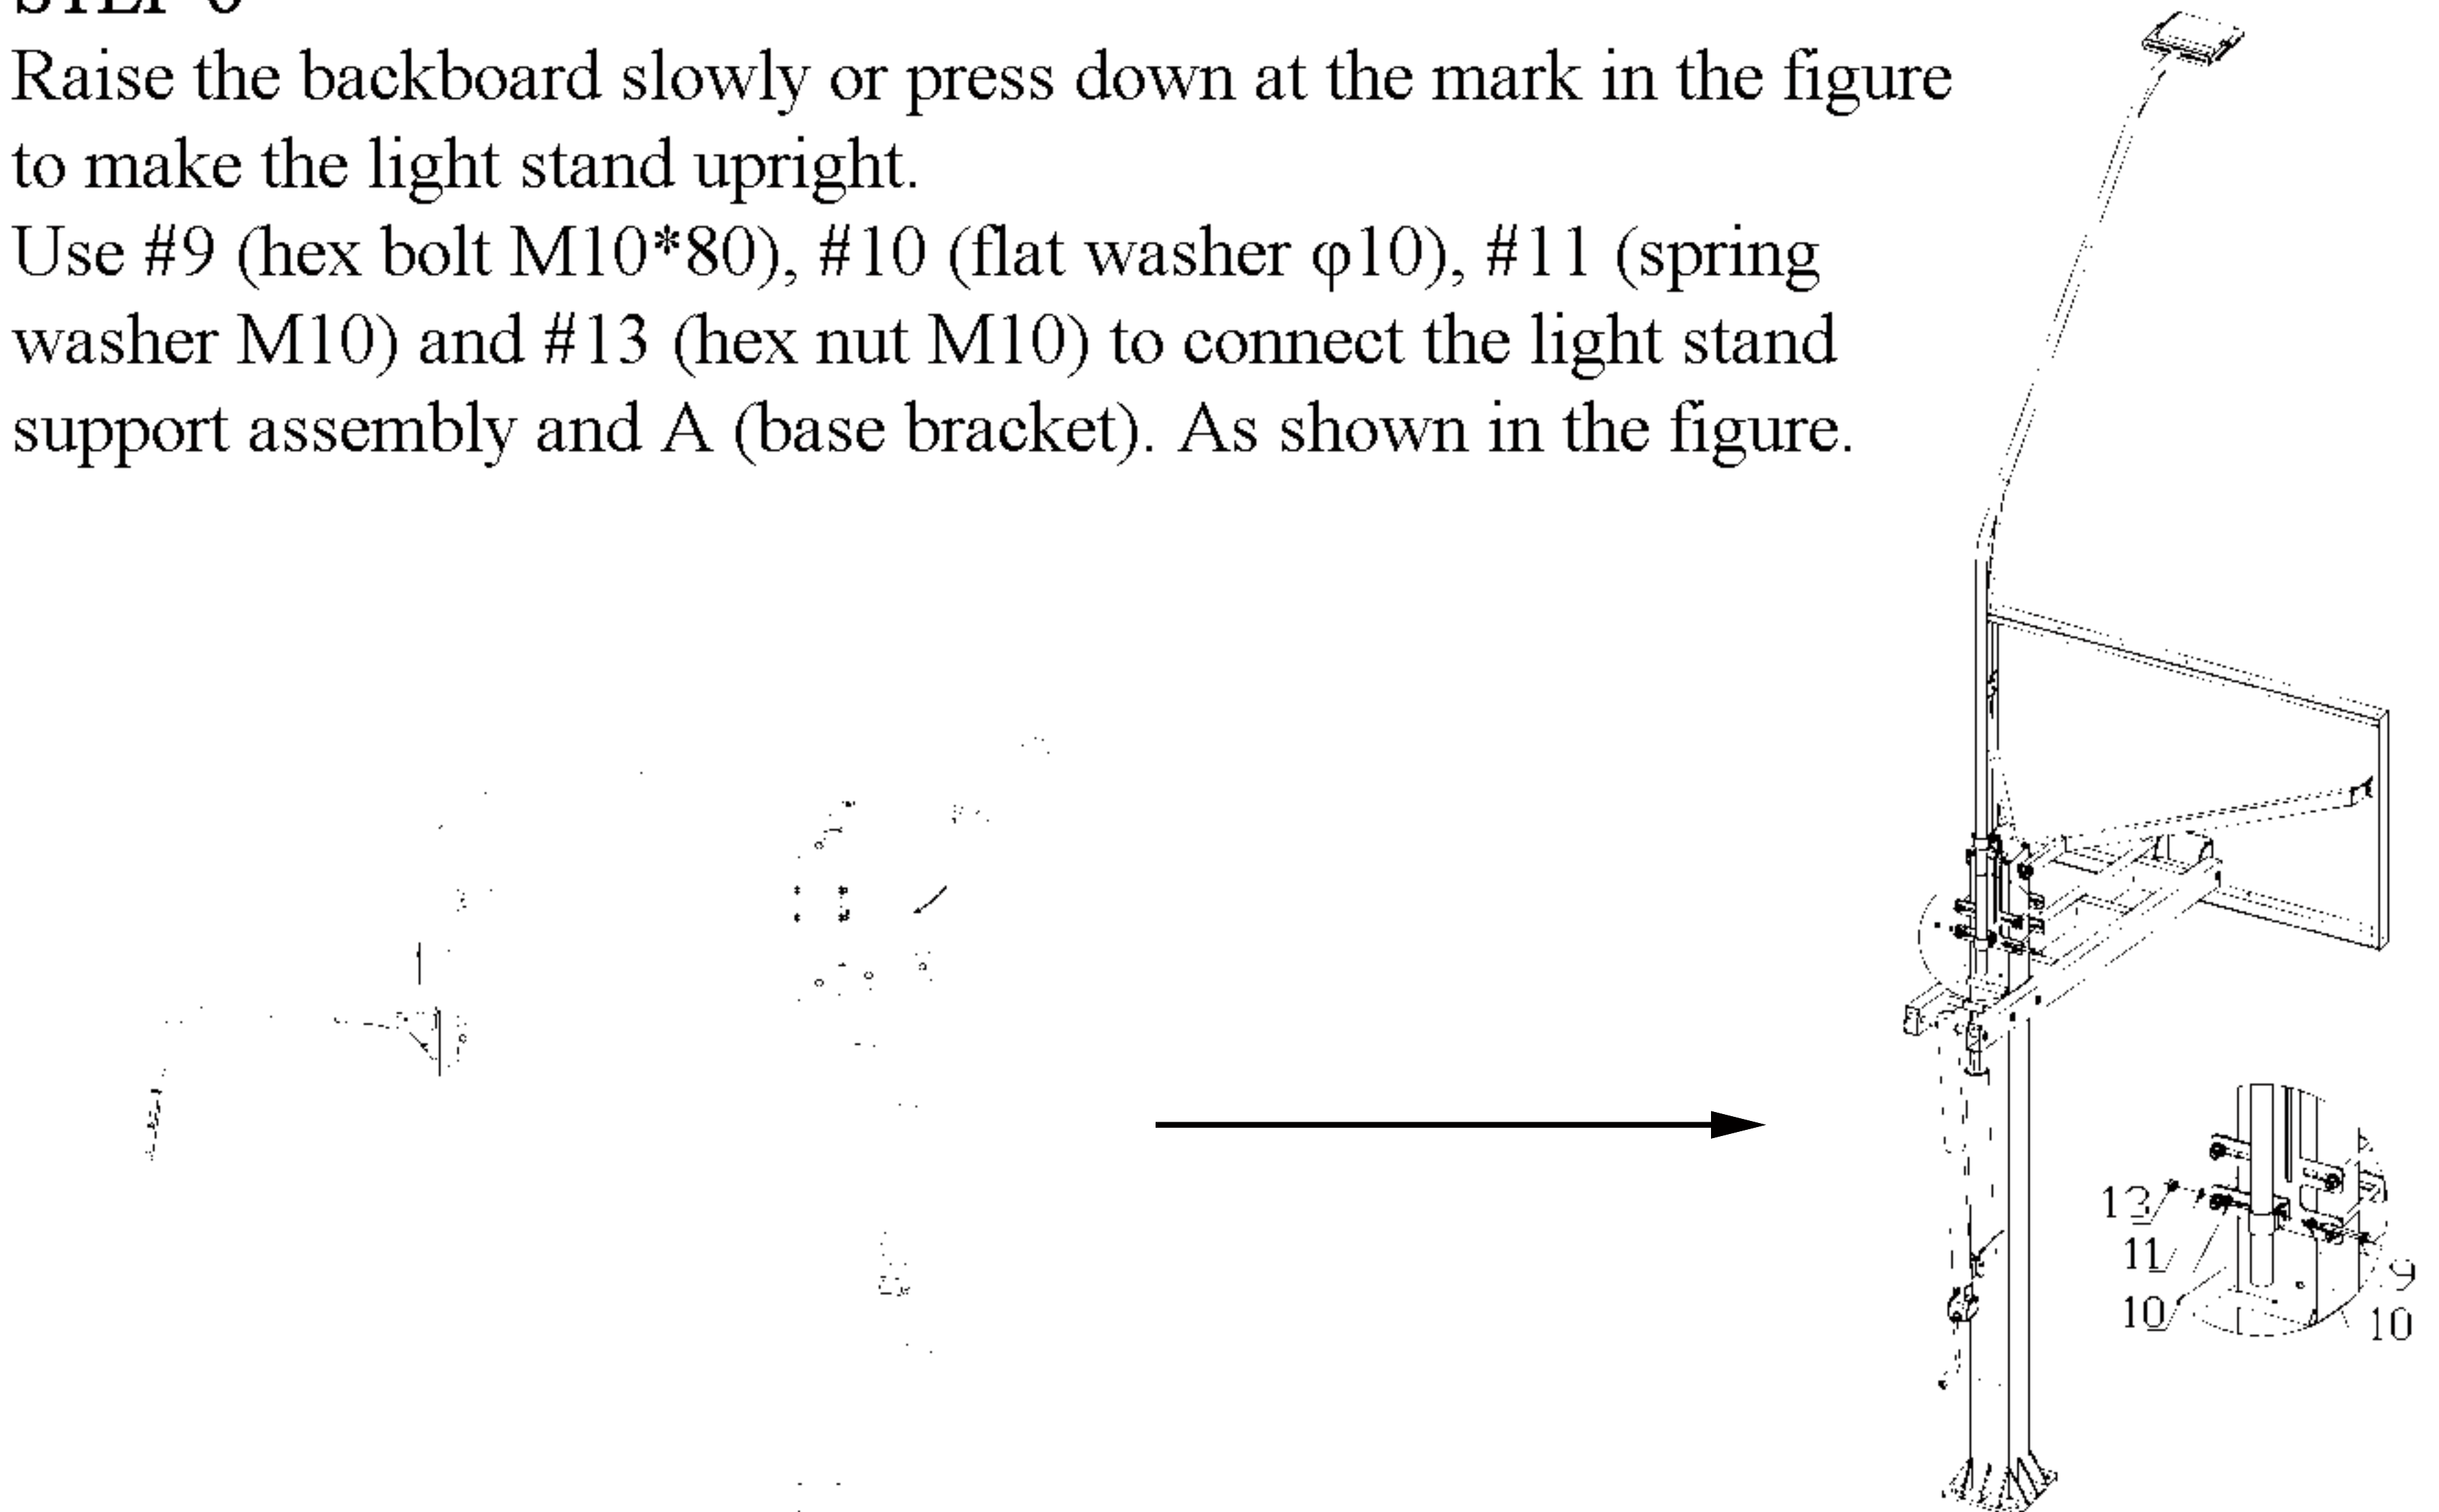 Raise the backboard slowly or press down at the mark in the figure
to make the light stand upright.
Use #9 (hex bolt M10*80), #10 (flat washer φ10), #11 (spring
washer M10) and #13 (hex nut M10) to connect the light stand
support assembly and A (base bracket). As shown in the figure.
11
10
9
10